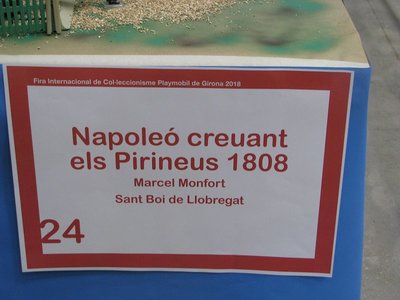 Fira Internacional de Col·leccionisme Playmobil de Girona 2018
Napoleó creuant
els Pirineus 1808
Marcel Monfort
Sant Boi de Llobregat
24